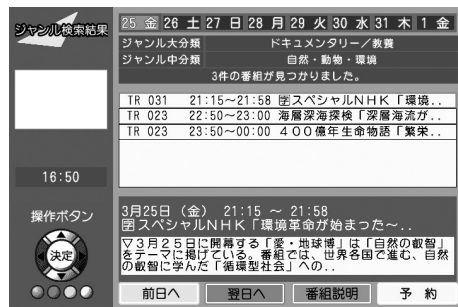 ジャンル検索結果
25 金 26 土 27 日 28 月 29 火 30 水 31 木 1 金
ジャンル大分類 ドキュメンタリー／教養
ジャンル中分類 自然・動物・環境
3件の番組が見つかりました。
TR 031 21:15～21:58 字スペシャルNHK「環境..
TR 023 22:50～23:00 海層深海探検「深層海流が..
TR 023 23:50～00:00 ４００億年生命物語「繁栄..
16:50
3月25日（金） 21:15 ～ 21:58
字スペシャルNHK「環境革命が始まった～..
操作ボタン
▽３月２５日に開幕する「愛・地球博」は「自然の叡智」
をテーマに掲げている。番組では、世界各国で進む、自然
の叡智に学んだ「循環型社会」への..
決定
前日へ 翌日へ 番組説明 予 約